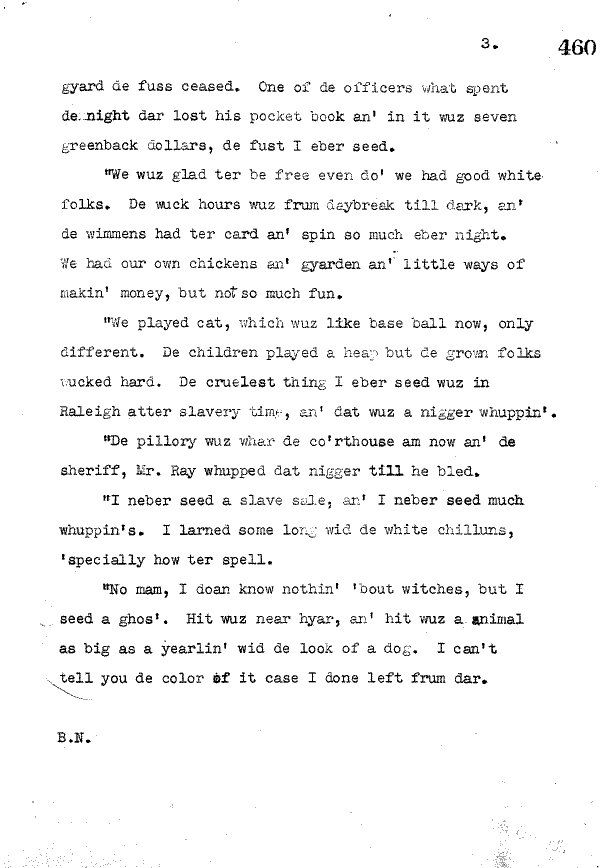 3. 460
gyard de fuss ceased. One of de officers what spent
de night dar lost his pocket book an' in it wuz seven
greenback dollars, de fust I eber seed.
"We wuz glad ter be free even do' we had good white
folks. De wuck hours wuz frum daybreak till dark, an'
de wimmens had ter card an' spin so much eber night.
We had our own chickens an' gyarden an' little ways of
makin' money, but not so much fun.
"We played cat, which wuz like base ball now, only
different. De children played a heap but de grown folks
wucked hard. De cruelest thing I eber seed wuz in
Raleigh atter slavery time, an' dat wuz a nigger whuppin'.
"De pillory wuz whar de co'rthouse am now an' de
sheriff, Mr. Ray whupped dat nigger till he bled.
"I neber seed a slave sale, an' I neber seed much
whuppin's. I larned some long wid de white chilluns,
'specially how ter spell.
"No mam, I doan know nothin' 'bout witches, but I
seed a ghos'. Hit wuz near hyar, an' hit wuz a animal
as big as a yearlin' wid de look of a dog. I can't
tell you de color of it case I done left frum dar.
B.N.